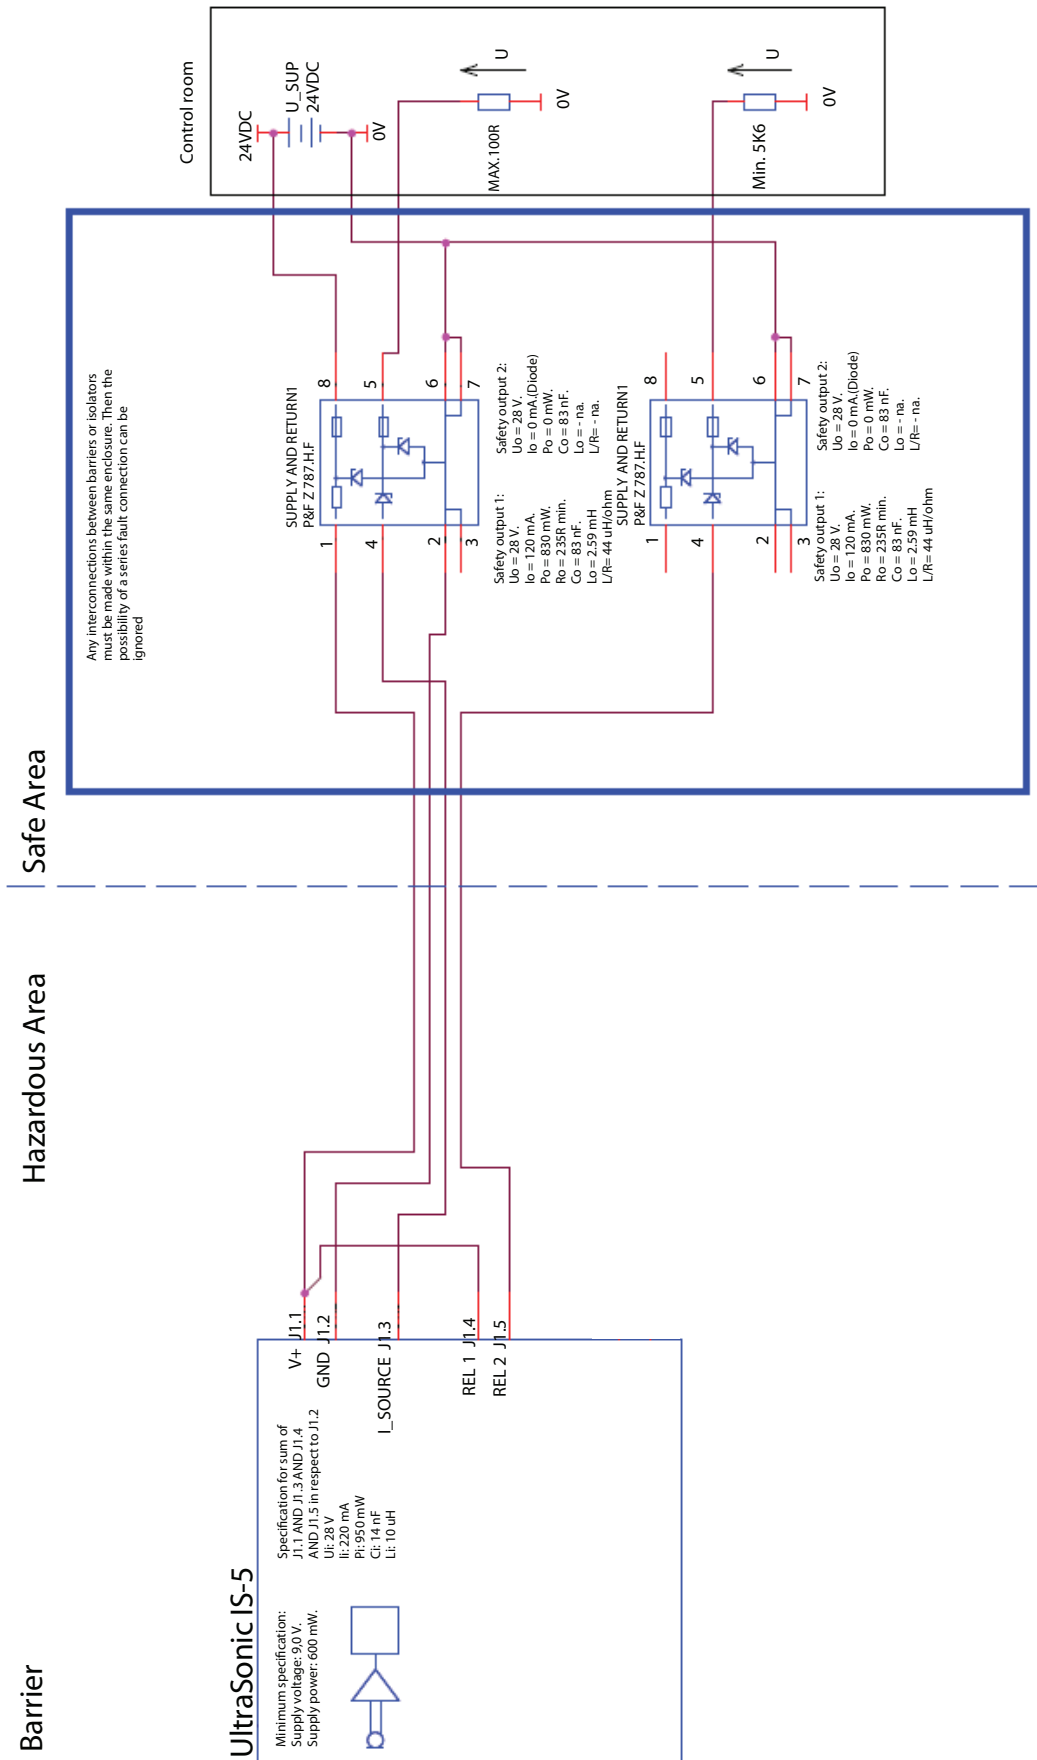 Barrier
Hazardous Area
Safe Area
UltraSonic IS-5
Minimum specification:
Supply voltage: 9,0 V.
Supply power: 600 mW.
Specification for sum of
J1.1 AND J1.3 AND J1.4
AND J1.5 in respect to J1.2
Ui: 28 V
Ii: 220 mA
Pi: 950 mW
Ci: 14 nF
Li: 10 uH
V+ J1.1
GND J1.2
I_SOURCE J1.3
REL 1 J1.4
REL 2 J1.5
Any interconnections between barriers or isolators
must be made within the same enclosure. Then the
possibility of a series fault connection can be
ignored
SUPPLY AND RETURN1
P&F Z 787.H.F
1
4
2
3
8
5
6
7
Safety output 1:
Uo = 28 V.
Io = 120 mA.
Po = 830 mW.
Ro = 235R min.
Co = 83 nF.
Lo = 2.59 mH
L/R= 44 uH/ohm
Safety output 2:
Uo = 28 V.
Io = 0 mA.(Diode)
Po = 0 mW.
Co = 83 nF.
Lo = - na.
L/R= - na.
SUPPLY AND RETURN1
P&F Z 787.H.F
1
4
2
3
8
5
6
7
Safety output 1:
Uo = 28 V.
Io = 120 mA.
Po = 830 mW.
Ro = 235R min.
Co = 83 nF.
Lo = 2.59 mH
L/R= 44 uH/ohm
Safety output 2:
Uo = 28 V.
Io = 0 mA.(Diode)
Po = 0 mW.
Co = 83 nF.
Lo = - na.
L/R= - na.
Control room
24VDC
U_SUP
24VDC
0V
MAX.100R
U
0V
Min. 5K6
U
0V